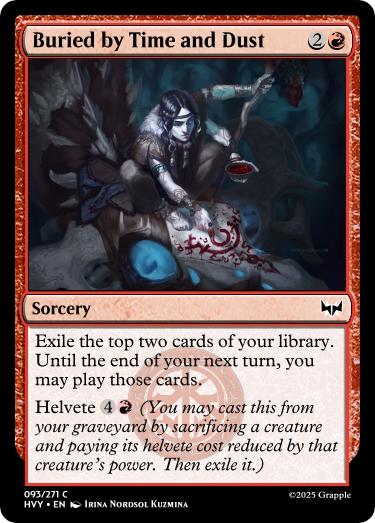 Buried by Time and Dust 2
Sorcery
Exile the top two cards of your library.
Until the end of your next turn, you
may play those cards.
Helvete 4 (You may cast this from
your graveyard by sacrificing a creature
and paying its helvete cost reduced by that
creature's power. Then exile it.)
093/271 C
HVY • EN Irina Nordsol Kuzmina
©2025 Grapple